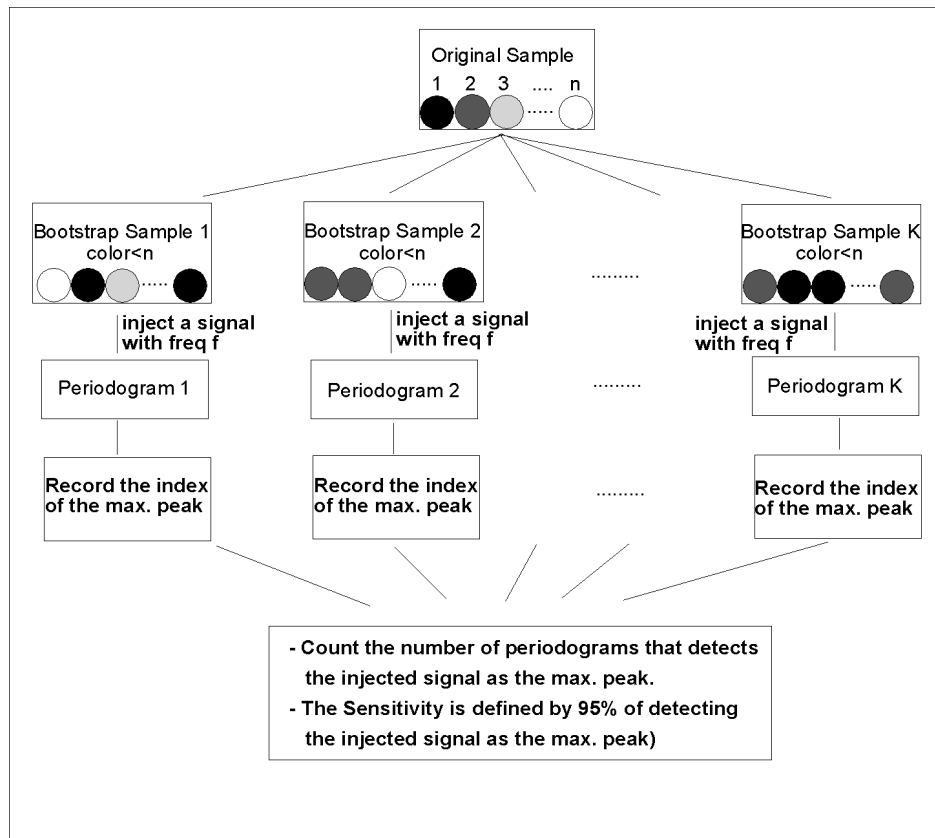 Original Sample
1 2 3 .... n
.....
Bootstrap Sample 1
color<n
.....
Bootstrap Sample 2
color<n
.....
.........
Bootstrap Sample K
color<n
.....
inject a signal
with freq f
inject a signal
with freq f
inject a signal
with freq f
Periodogram 1
Periodogram 2
.........
Periodogram K
Record the index
of the max. peak
Record the index
of the max. peak
.........
Record the index
of the max. peak
- Count the number of periodograms that detects
the injected signal as the max. peak.
- The Sensitivity is defined by 95% of detecting
the injected signal as the max. peak)